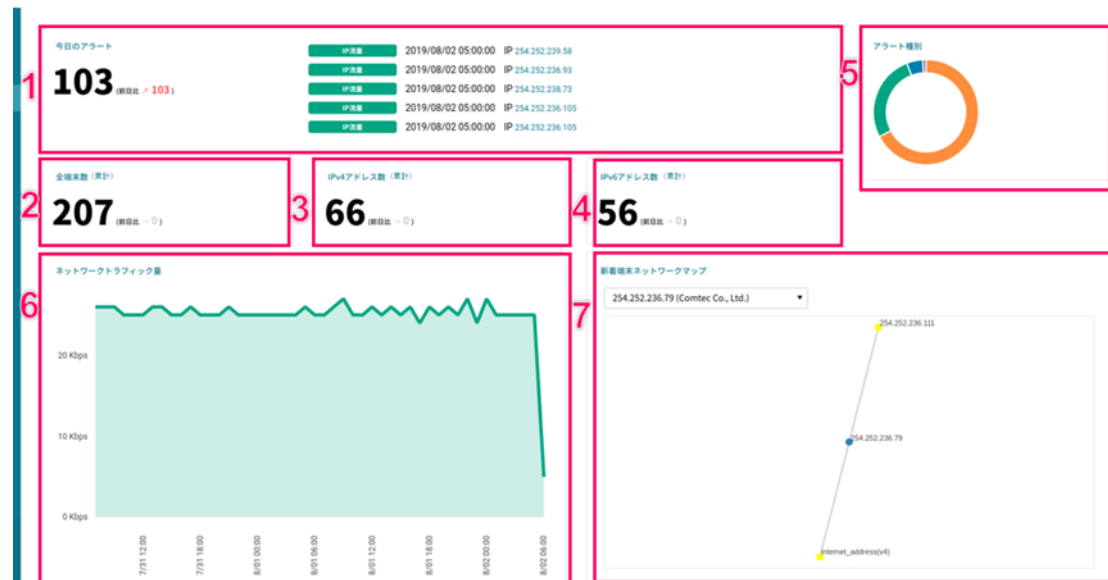 1
今日のアラート
103 (前日比 ↗ 103 )
IP流量 2019/08/02 05:00:00 IP 254.252.239.58
IP流量 2019/08/02 05:00:00 IP 254.252.236.93
IP流量 2019/08/02 05:00:00 IP 254.252.238.73
IP流量 2019/08/02 05:00:00 IP 254.252.236.105
IP流量 2019/08/02 05:00:00 IP 254.252.236.105
5
アラート種別
2
全端末数（累計）
207 (前日比 → 0 )
3
IPv4アドレス数（累計）
66 (前日比 → 0 )
4
IPv6アドレス数（累計）
56 (前日比 → 0 )
6
ネットワークトラフィック量
20 Kbps
10 Kbps
0 Kbps
7/31 12:00
7/31 18:00
8/01 00:00
8/01 06:00
8/01 12:00
8/01 18:00
8/02 00:00
8/02 06:00
7
新着端末ネットワークマップ
254.252.236.79 (Comtec Co., Ltd.) ▼
254.252.236.111
254.252.236.79
internet_address(v4)